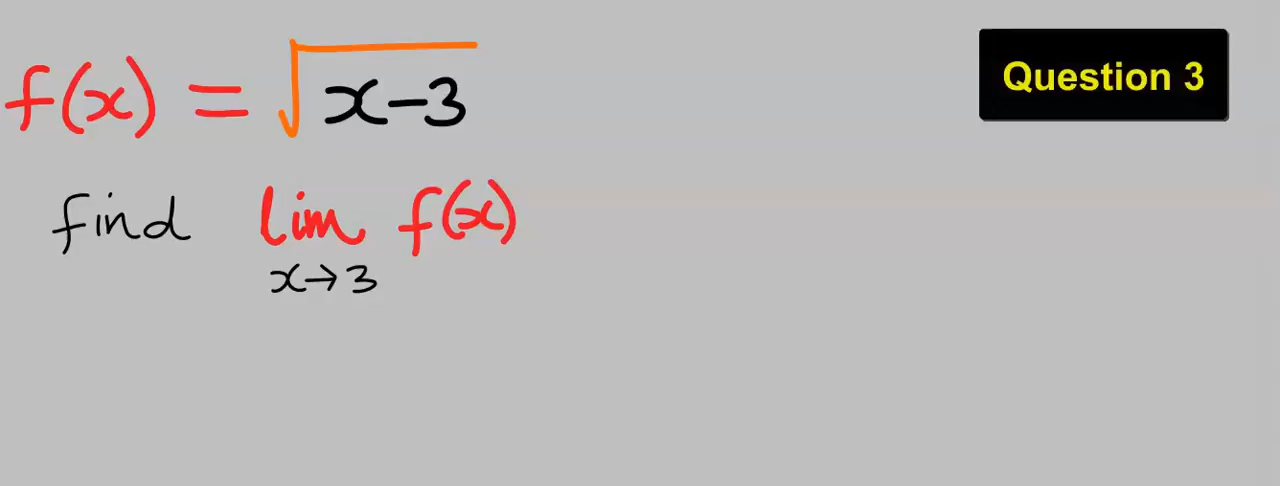 f(x) = √x-3
Question 3
find lim f(x)
x→3